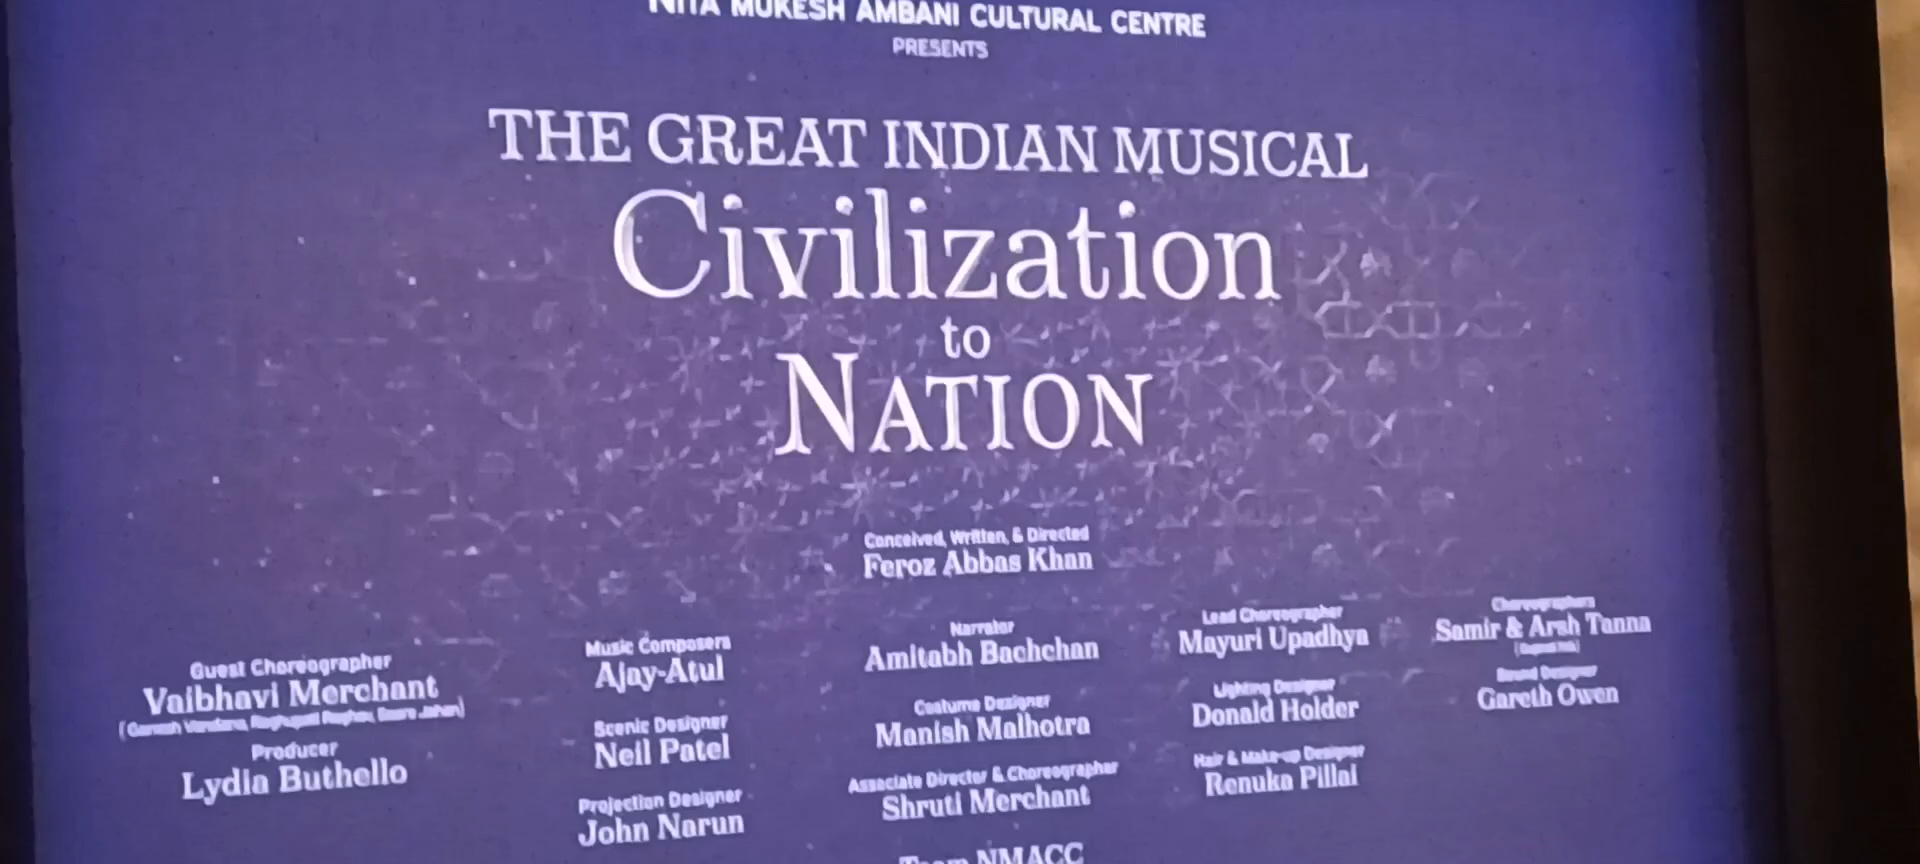 NITA MUKESH AMBANI CULTURAL CENTRE
PRESENTS
THE GREAT INDIAN MUSICAL
Civilization
to
NATION
Conceived, Written, & Directed
Feroz Abbas Khan
Guest Choreographer
Vaibhavi Merchant
Producer
Lydia Buthello
Music Composers
Ajay-Atul
Scenic Designer
Neil Patel
Projection Designer
John Narun
Narrator
Amitabh Bachchan
Costume Designer
Manish Malhotra
Associate Director & Choreographer
Shruti Merchant
Lead Choreographer
Mayuri Upadhya
Lighting Designer
Donald Holder
Hair & Make-up Designer
Renuka Pillai
Choreographers
Samir & Arsh Tanna
Sound Designer
Gareth Owen
Team NMACC